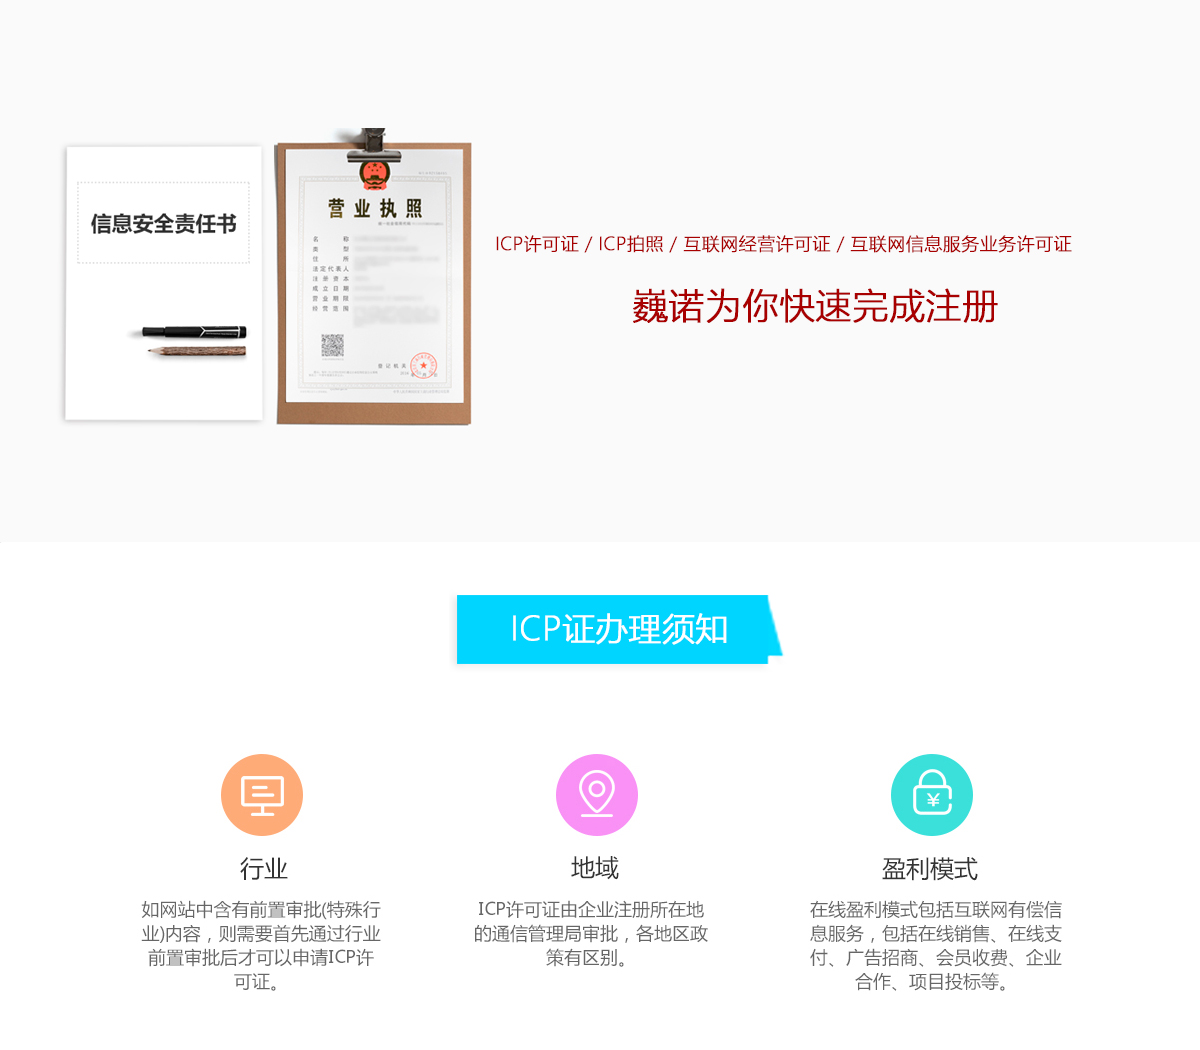 信息安全责任书
营业执照
名称
类型
住所
法定代表人
注册资本
成立日期
营业期限
经营范围
登记机关
ICP许可证 / ICP拍照 / 互联网经营许可证 / 互联网信息服务业务许可证
巍诺为你快速完成注册
ICP证办理须知
行业
如网站中含有前置审批(特殊行
业)内容，则需要首先通过行业
前置审批后才可以申请ICP许
可证。
地域
ICP许可证由企业注册所在地
的通信管理局审批，各地区政
策有区别。
盈利模式
在线盈利模式包括互联网有偿信
息服务，包括在线销售、在线支
付、广告招商、会员收费、企业
合作、项目投标等。
¥